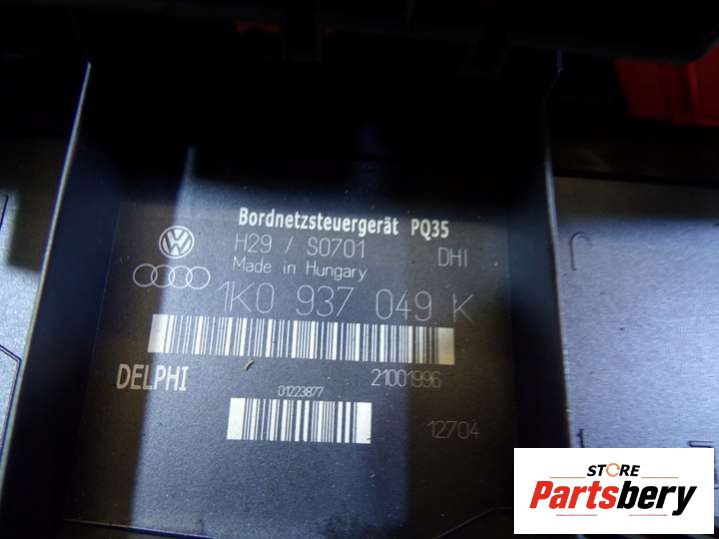 Bordnetzsteuergerät PQ35
H29 / S0701 DHI
Made in Hungary
1K0 937 049 K
DELPHI 21001996
01223877
12704
STORE
Partsbery